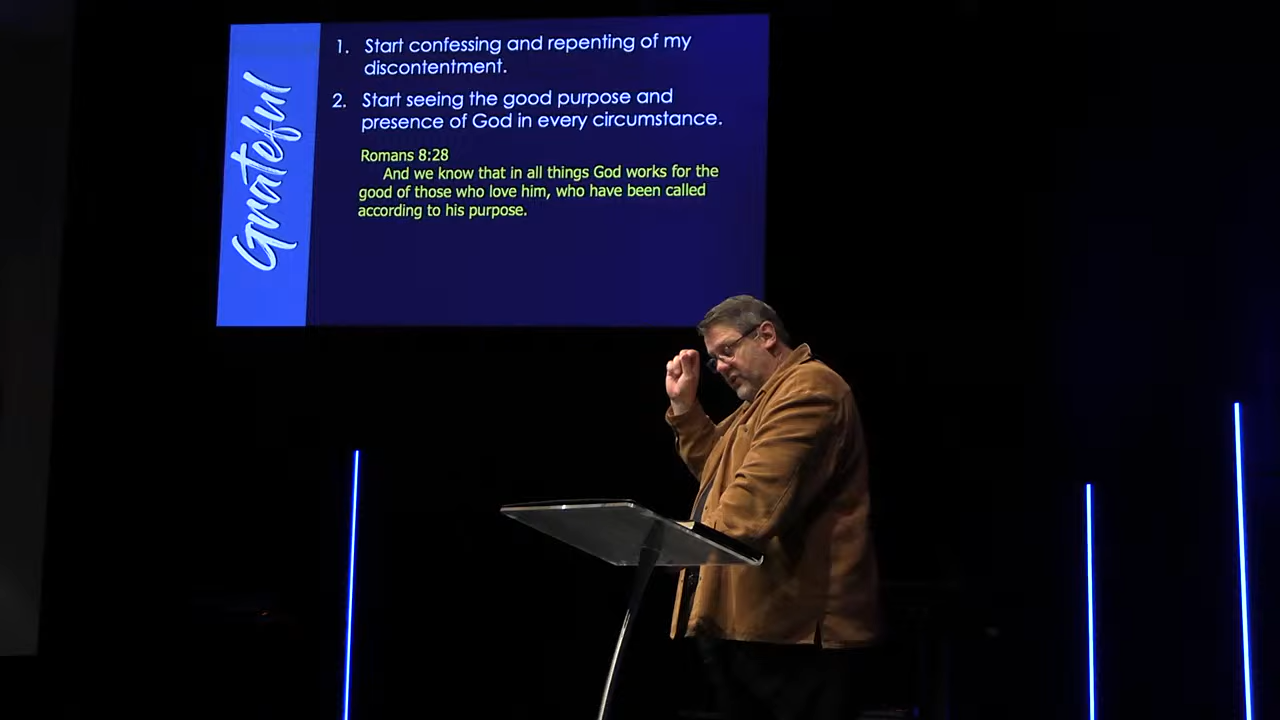 Grateful
1. Start confessing and repenting of my
discontentment.
2. Start seeing the good purpose and
presence of God in every circumstance.
Romans 8:28
And we know that in all things God works for the
good of those who love him, who have been called
according to his purpose.